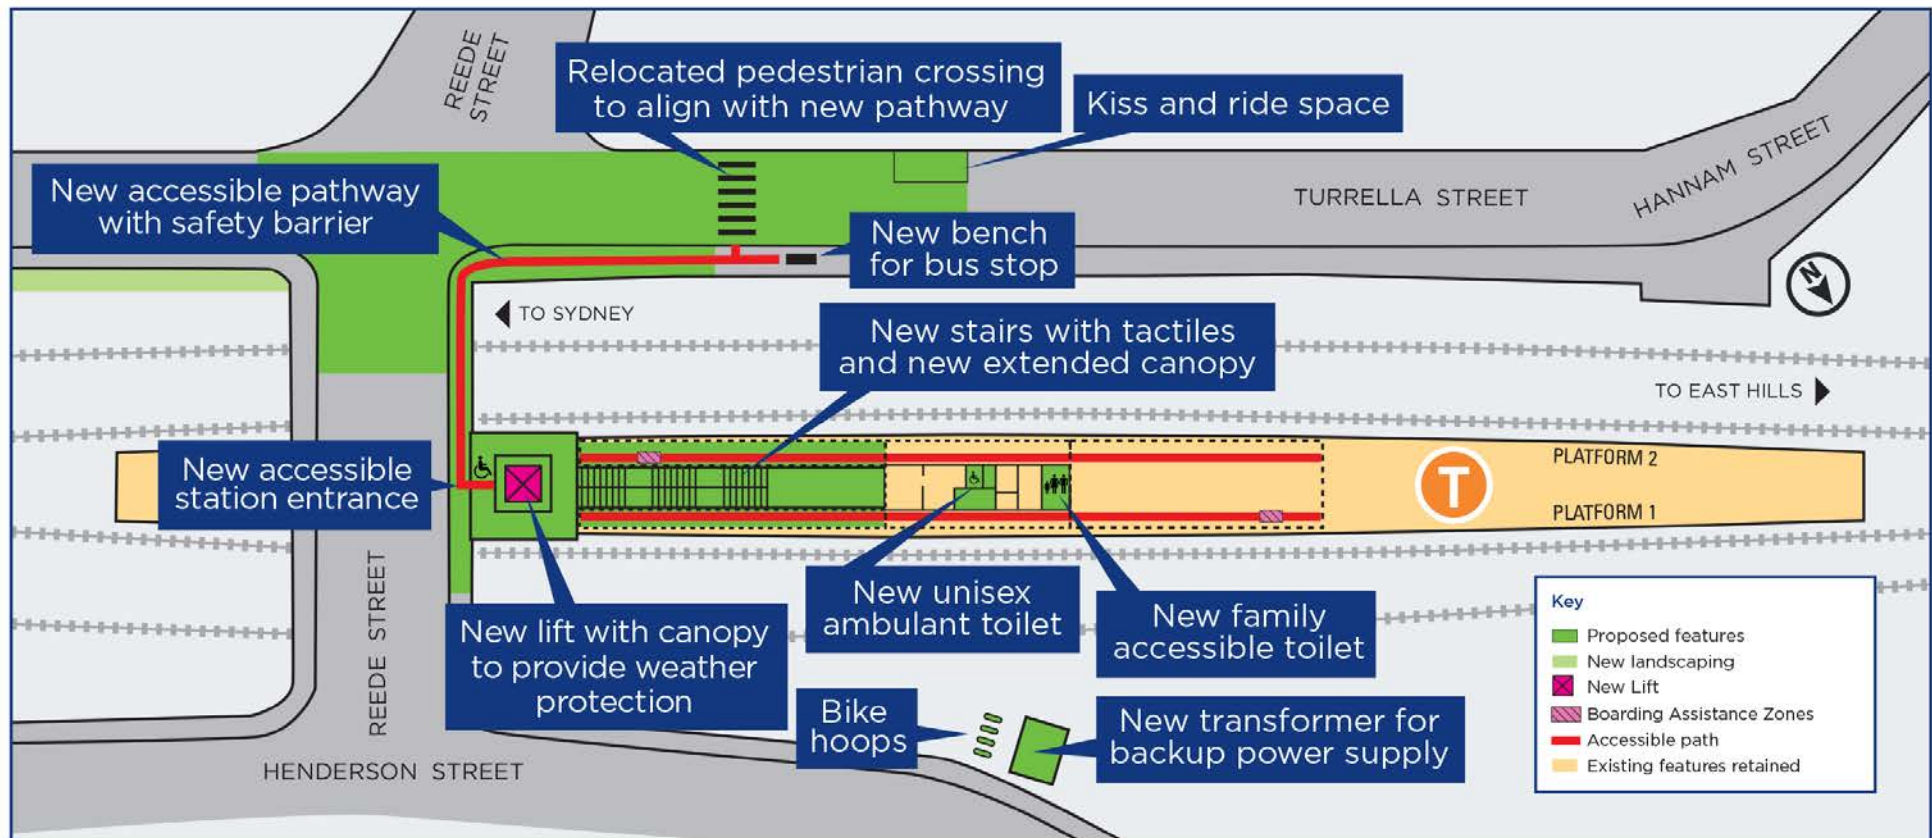 REEDE
STREET
Relocated pedestrian crossing
to align with new pathway
Kiss and ride space
New accessible pathway
with safety barrier
TURRELLA STREET
HANNAM STREET
New bench
for bus stop
N
TO SYDNEY
New stairs with tactiles
and new extended canopy
TO EAST HILLS
New accessible
station entrance
PLATFORM 2
T
PLATFORM 1
REEDE STREET
New lift with canopy
to provide weather
protection
New unisex
ambulant toilet
New family
accessible toilet
Bike
hoops
New transformer for
backup power supply
HENDERSON STREET
Key
Proposed features
New landscaping
New Lift
Boarding Assistance Zones
Accessible path
Existing features retained